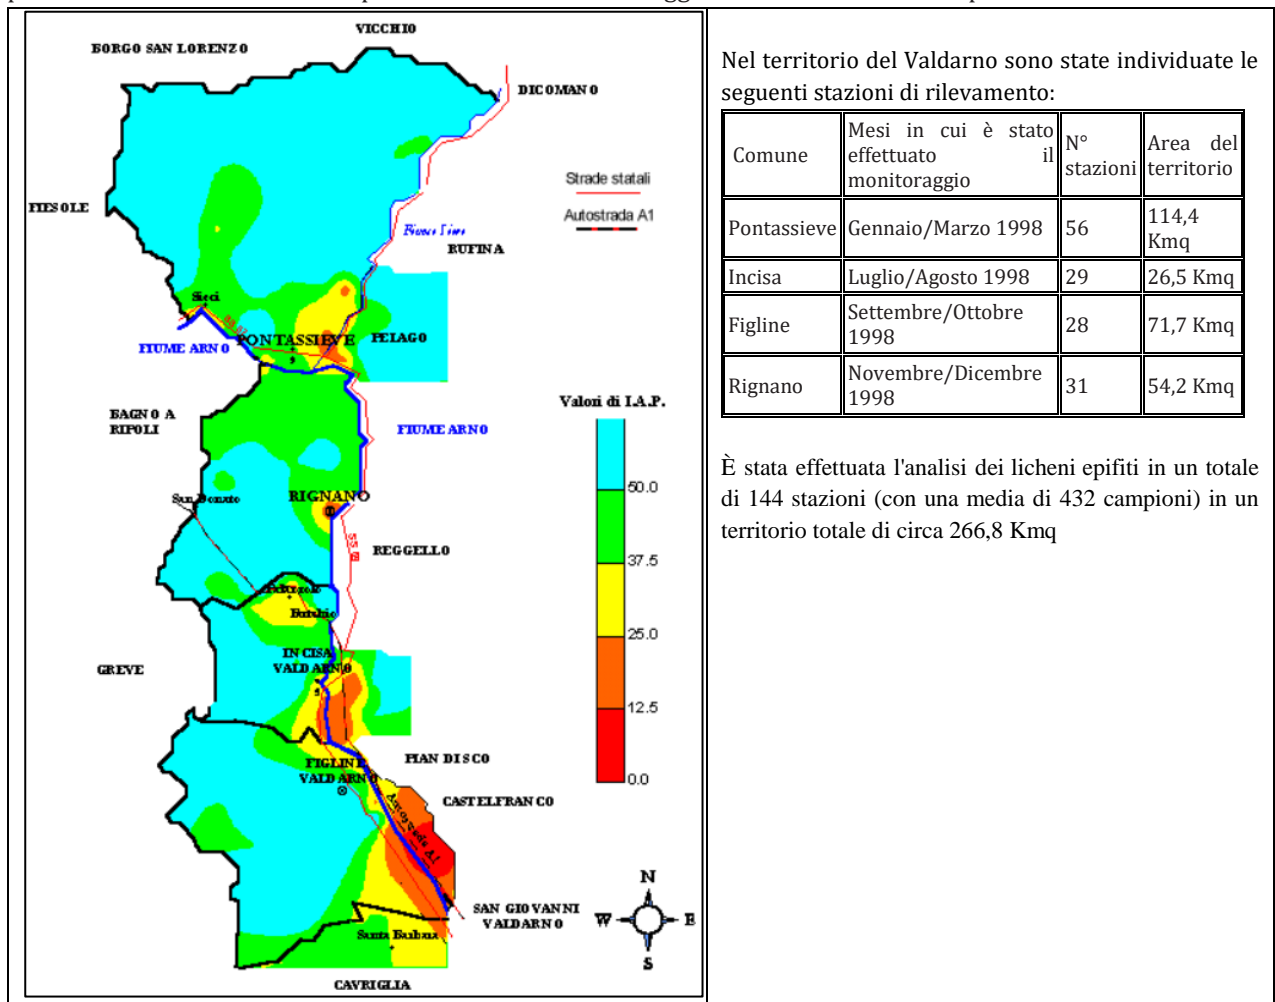 VICCHIO
BORGO SAN LORENZO
DICOMANO
Strade statali
FIESOLE
Autostrada A1
RUFINA
Sieci
PONTASSIEVE
PELAGO
FIUME ARNO
Valori di I.A.P.
BAGNO A
RIPOLI
FIUME ARNO
50.0
San Donato
RIGNANO
REGGELLO
37.5
25.0
INCISA
VALDARNO
GREVE
12.5
PIAN DI SCO
FIGLINE
VALDARNO
0.0
CASTELFRANCO
Autostrada A1
N
SAN GIOVANNI
VALDARNO
W
E
Santa Barbara
S
CAVRIGLIA
Nel territorio del Valdarno sono state individuate le
seguenti stazioni di rilevamento:
Comune
Mesi in cui è stato
effettuato il
monitoraggio
N°
stazioni
Area del
territorio
Pontassieve Gennaio/Marzo 1998 56 114,4
Kmq
Incisa Luglio/Agosto 1998 29 26,5 Kmq
Figline Settembre/Ottobre
1998 28 71,7 Kmq
Rignano Novembre/Dicembre
1998 31 54,2 Kmq
È stata effettuata l'analisi dei licheni epifiti in un totale
di 144 stazioni (con una media di 432 campioni) in un
territorio totale di circa 266,8 Kmq